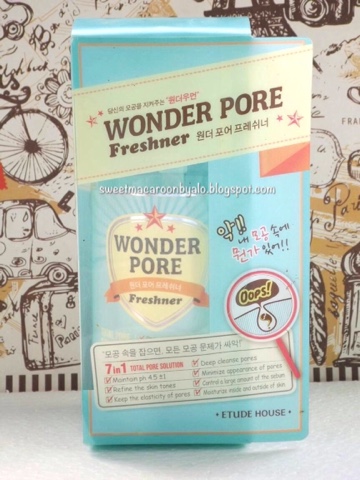 당신의 모공을 지켜주는 "원더우먼"
WONDER PORE
Freshner 원더 포어 프레쉬너
sweetmacaroonbyalo.blogspot.com
WONDER
PORE
원더 포어 프레쉬너
Freshner
악!!
내 모공 속에
뭔가 있어!!
OOPS!
"모공 속을 잡으면, 모든 모공 문제가 싸악"
7 in 1 TOTAL PORE SOLUTION
Maintain ph 4.5 ±1
Refine the skin tones
Keep the elasticity of pores
Deep cleanse pores
Minimize appearance of pores
Control a large amount of the sebum
Moisturize inside and outside of skin
ETUDE HOUSE